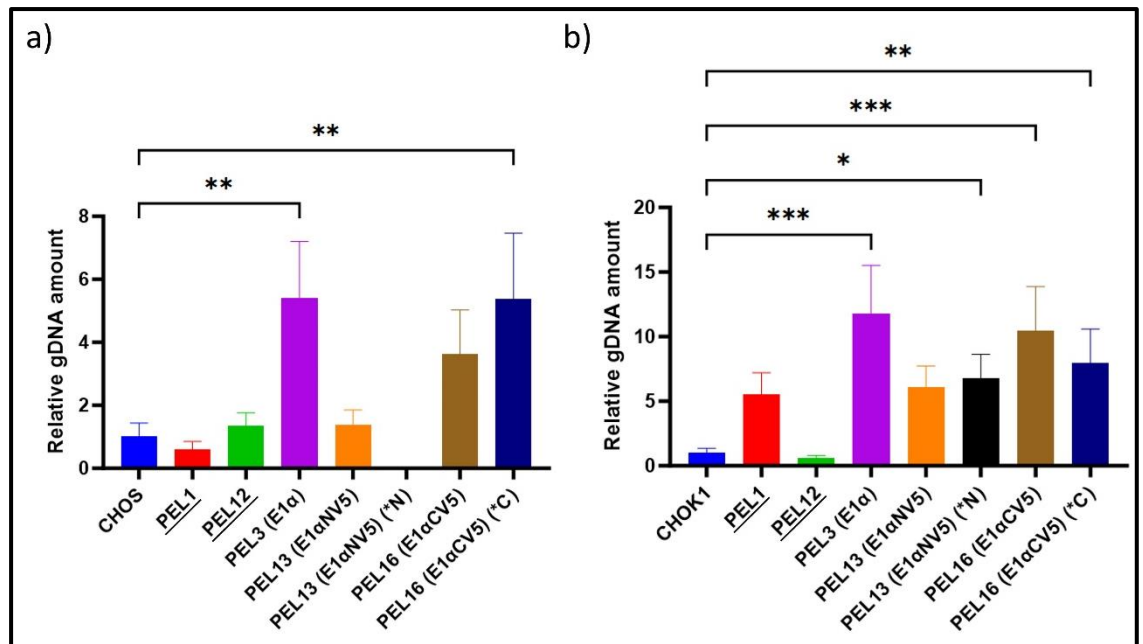 a)
**
**
8
6
4
2
0
Relative gDNA amount
CHOS
PEL1
PEL12
PEL3 (E1α)
PEL13 (E1αNV5)
PEL13 (E1αNV5) (*N)
PEL16 (E1αCV5)
PEL16 (E1αCV5) (*C)
b)
**
***
*
***
20
15
10
5
0
Relative gDNA amount
CHOK1
PEL1
PEL12
PEL3 (E1α)
PEL13 (E1αNV5)
PEL13 (E1αNV5) (*N)
PEL16 (E1αCV5)
PEL16 (E1αCV5) (*C)